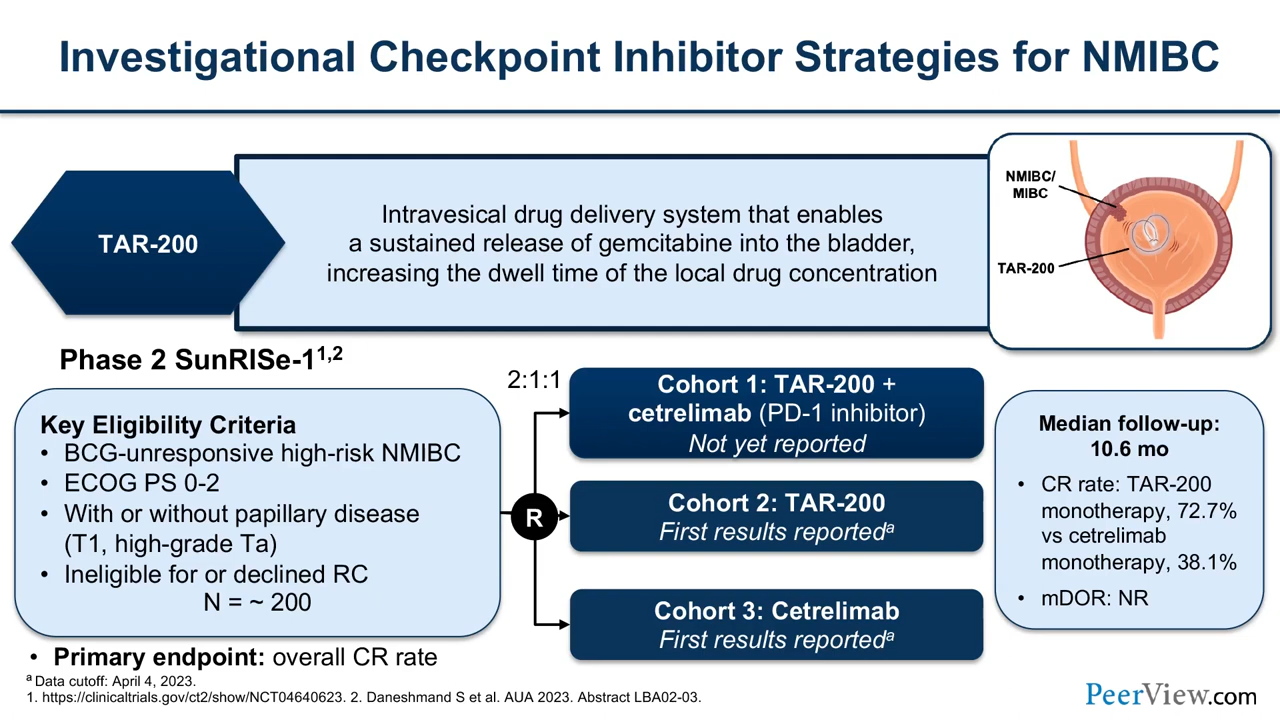 Investigational Checkpoint Inhibitor Strategies for NMIBC
TAR-200
Intravesical drug delivery system that enables
a sustained release of gemcitabine into the bladder,
increasing the dwell time of the local drug concentration
NMIBC/
MIBC
TAR-200
Phase 2 SunRISe-1¹,²
Key Eligibility Criteria
• BCG-unresponsive high-risk NMIBC
• ECOG PS 0-2
• With or without papillary disease
(T1, high-grade Ta)
• Ineligible for or declined RC
N = ~ 200
2:1:1
R
Cohort 1: TAR-200 +
cetrelimab (PD-1 inhibitor)
Not yet reported
Cohort 2: TAR-200
First results reportedᵃ
Cohort 3: Cetrelimab
First results reportedᵃ
Median follow-up:
10.6 mo
• CR rate: TAR-200
monotherapy, 72.7%
vs cetrelimab
monotherapy, 38.1%
• mDOR: NR
• Primary endpoint: overall CR rate
ᵃ Data cutoff: April 4, 2023.
1. https://clinicaltrials.gov/ct2/show/NCT04640623. 2. Daneshmand S et al. AUA 2023. Abstract LBA02-03.
PeerView.com